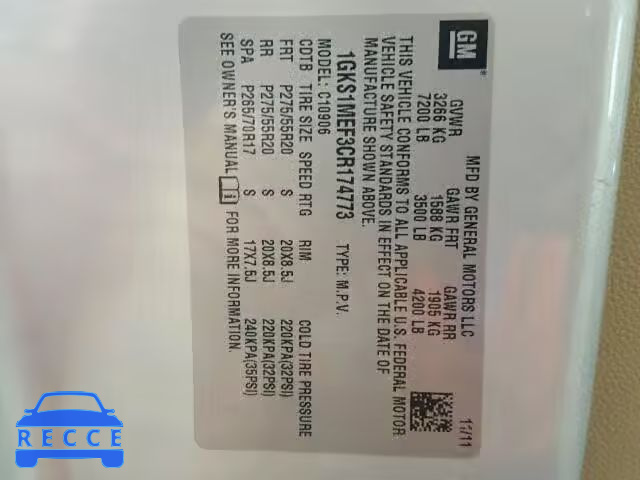 GM
MFD BY GENERAL MOTORS LLC 11/11
GVWR GAWR FRT GAWR RR
3266 KG 1588 KG 1905 KG
7200 LB 3500 LB 4200 LB
THIS VEHICLE CONFORMS TO ALL APPLICABLE U.S. FEDERAL MOTOR
VEHICLE SAFETY STANDARDS IN EFFECT ON THE DATE OF
MANUFACTURE SHOWN ABOVE.
1GKS1MEF3CR174773 TYPE: M.P.V.
MODEL: C10906
CDTB TIRE SIZE SPEED RTG RIM COLD TIRE PRESSURE
FRT P275/55R20 S 20X8.5J 220KPA(32PSI)
RR P275/55R20 S 20X8.5J 220KPA(32PSI)
SPA P265/70R17 S 17X7.5J 240KPA(35PSI)
SEE OWNER'S MANUAL FOR MORE INFORMATION.
RECCE